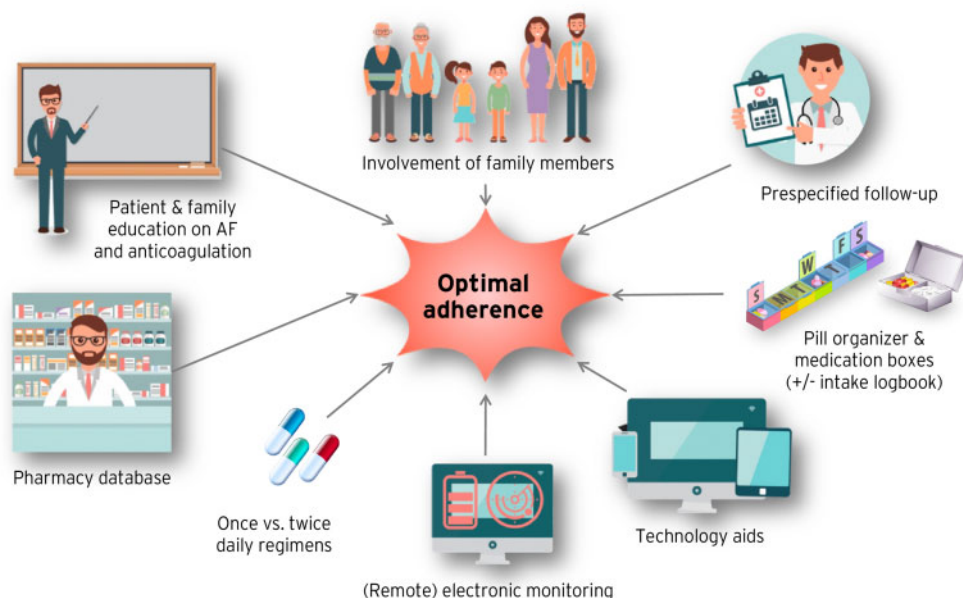 Involvement of family members
Prespecified follow-up
Patient & family
education on AF
and anticoagulation
Optimal
adherence
S M T W T F S
Pill organizer &
medication boxes
(+/- intake logbook)
Pharmacy database
Once vs. twice
daily regimens
Technology aids
(Remote) electronic monitoring